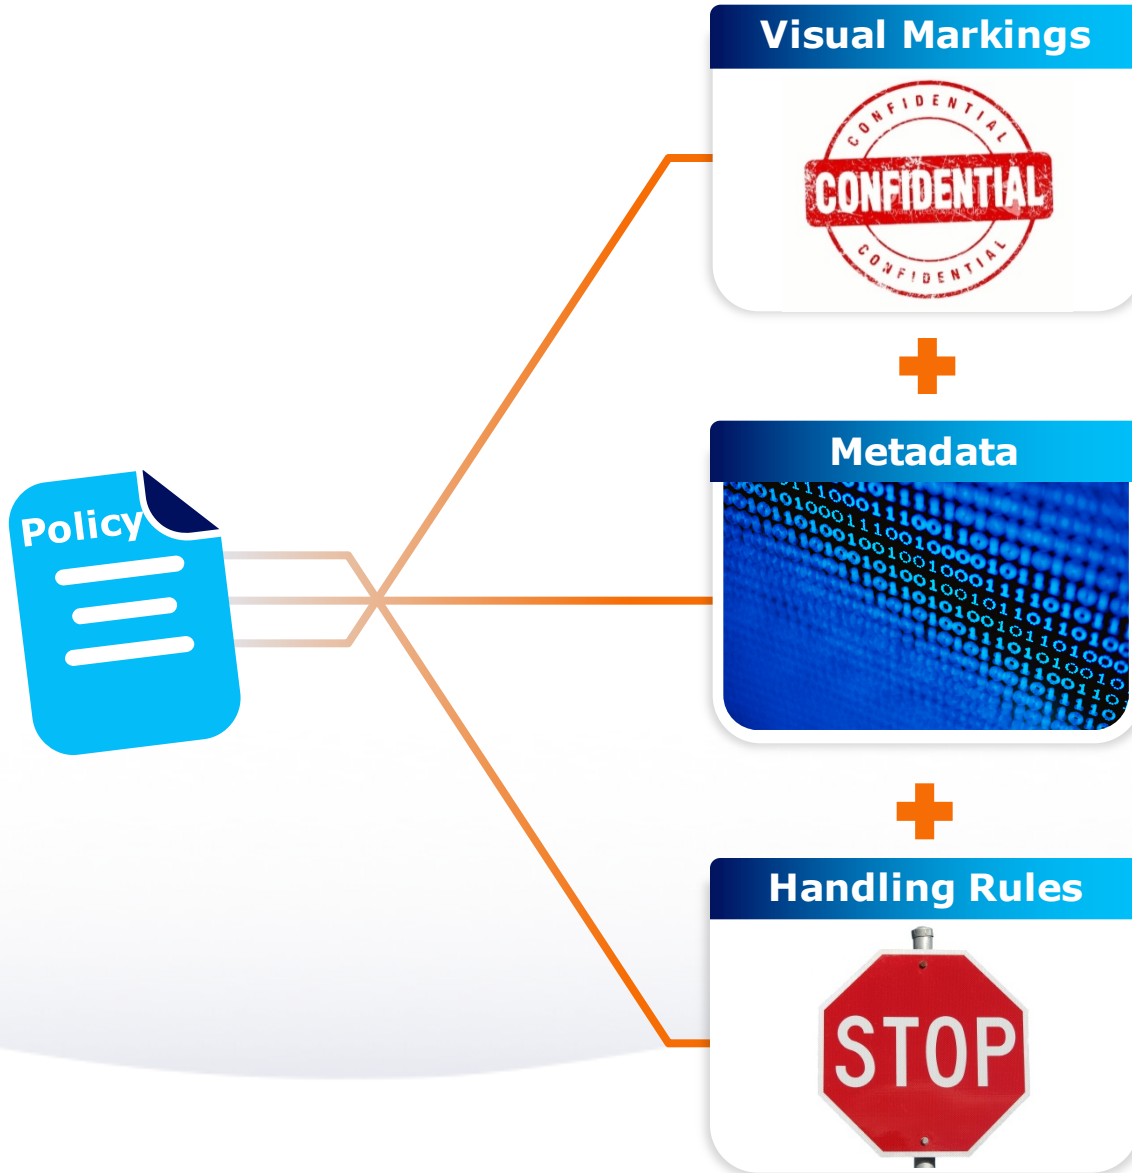 Visual Markings
CONFIDENTIAL
CONFIDENTIAL
CONFIDENTIAL
Policy
Metadata
Handling Rules
STOP